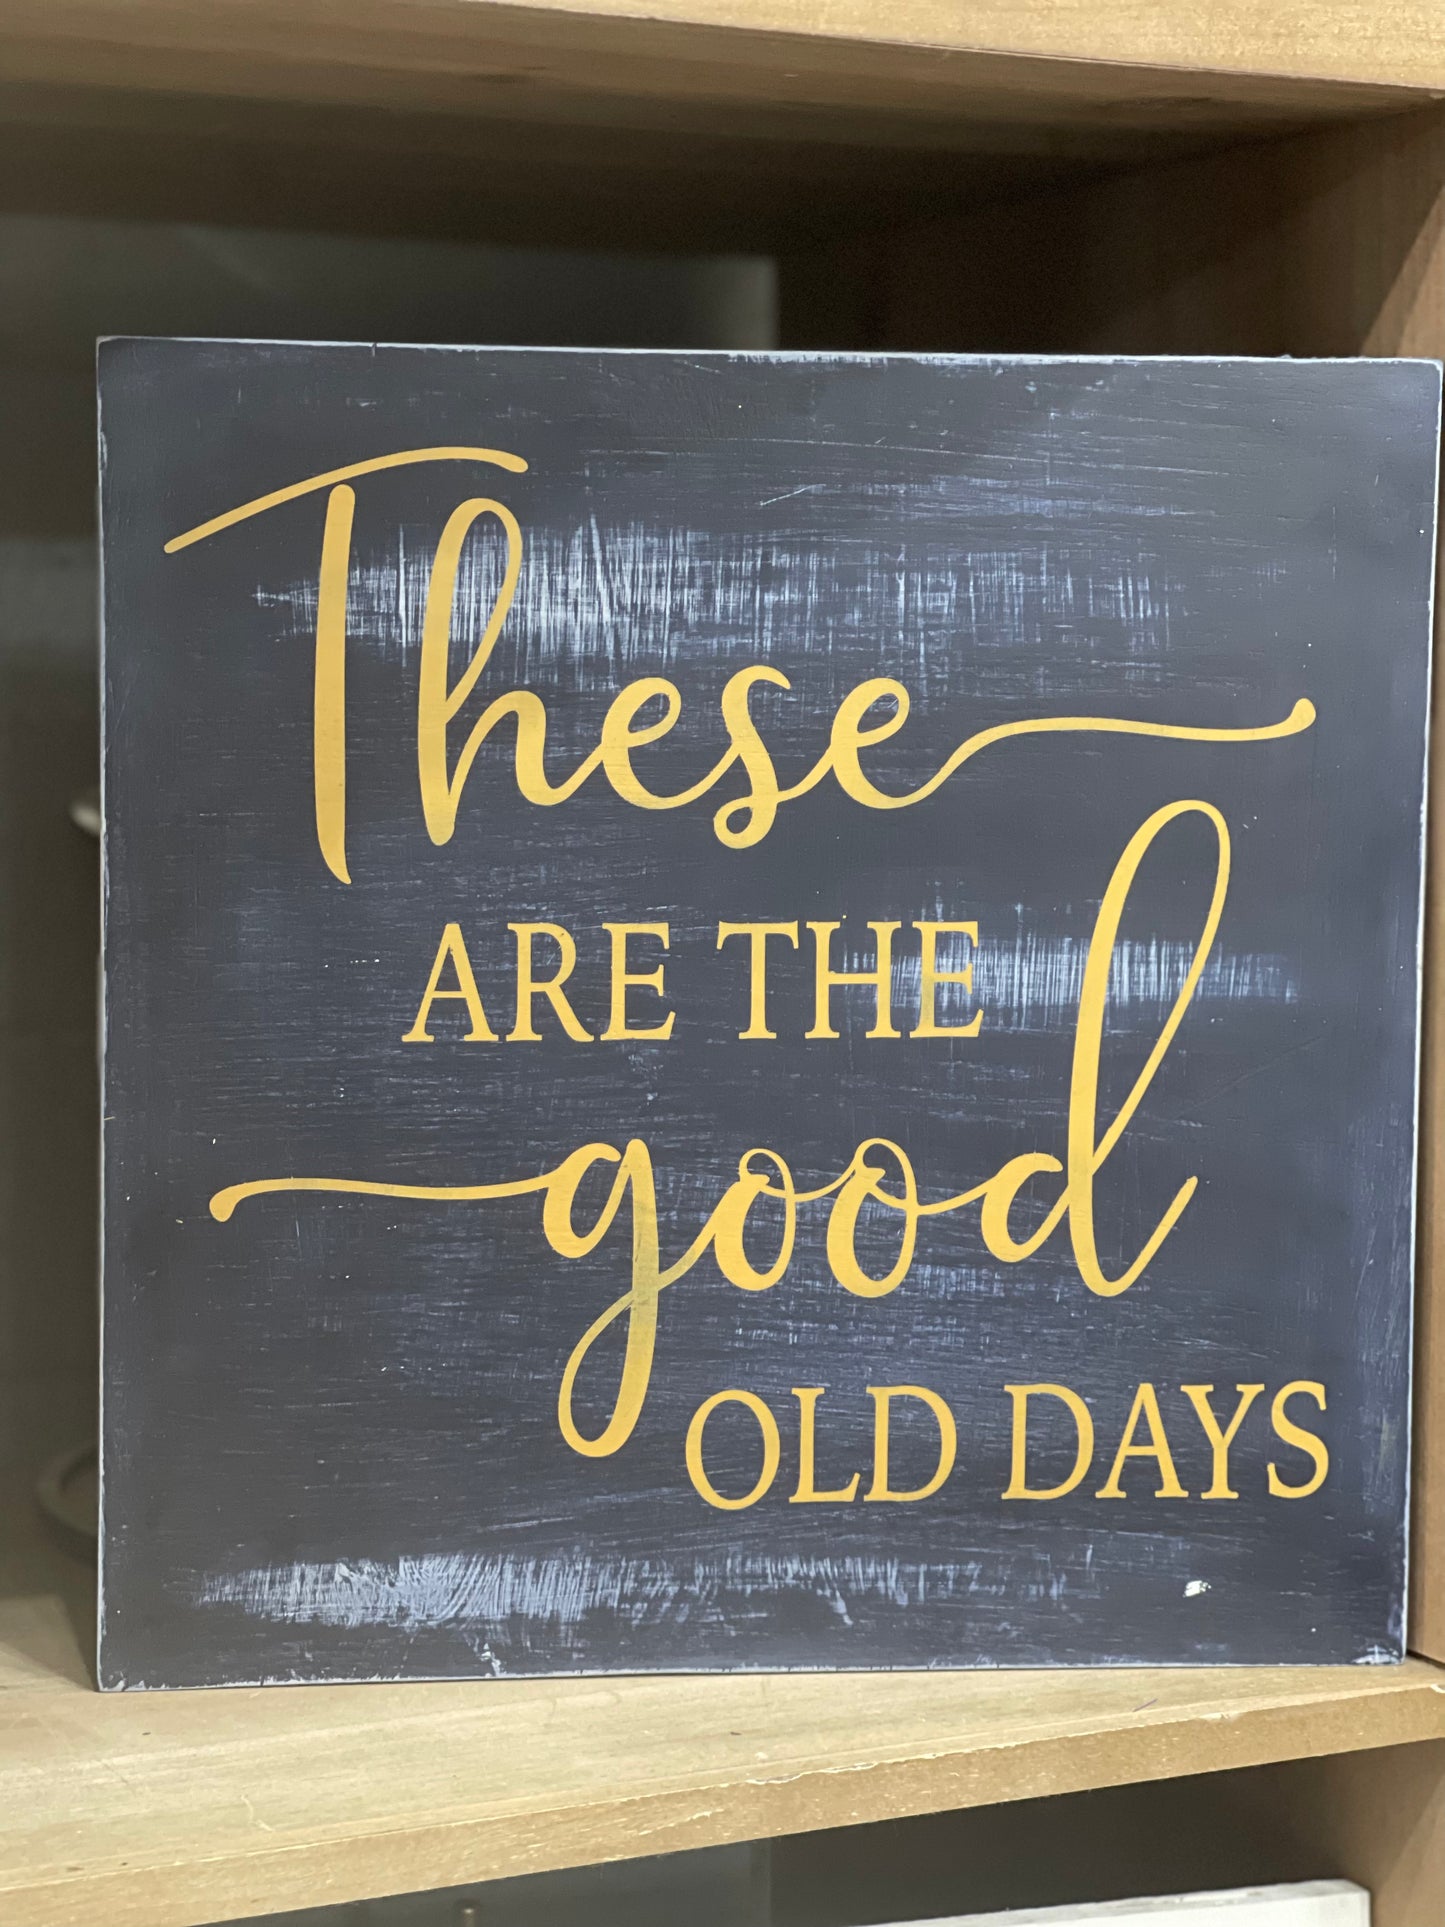 These
ARE THE
good
OLD DAYS